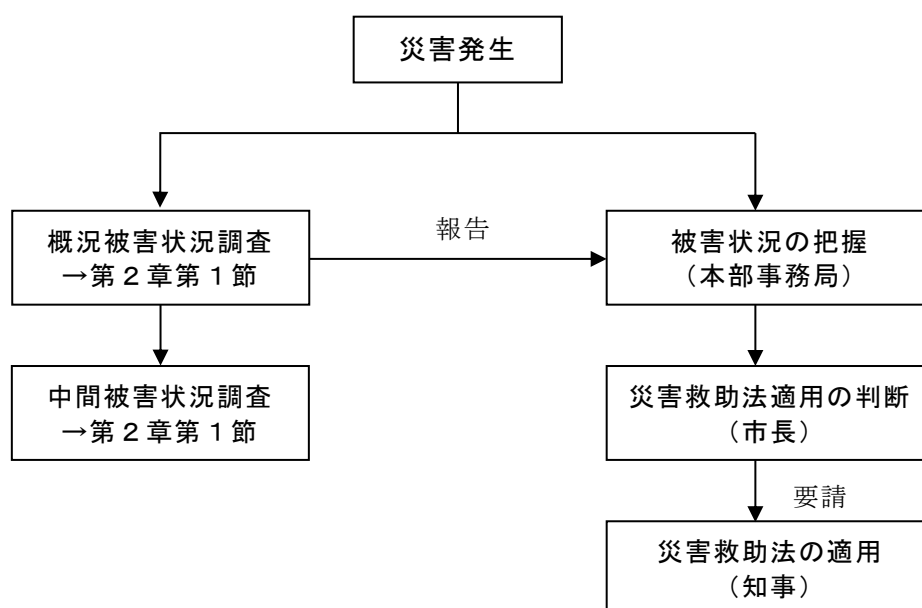 災害発生
概況被害状況調査
→第２章第１節
報告
被害状況の把握
（本部事務局）
中間被害状況調査
→第２章第１節
災害救助法適用の判断
（市長）
要請
災害救助法の適用
（知事）